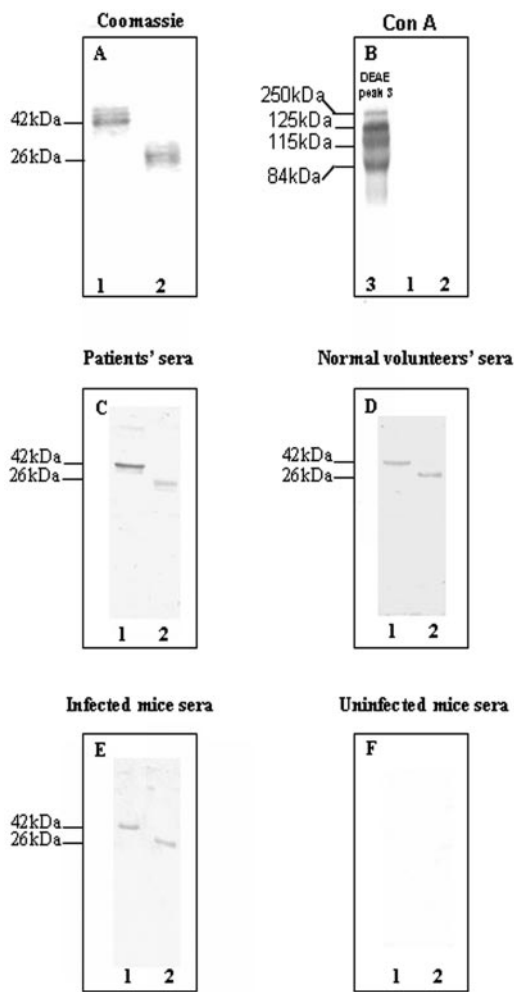 Coomassie
A
42kDa
26kDa
1 2
Con A
B
DEAE
peak 3
250kDa
125kDa
115kDa
84kDa
3 1 2
Patients' sera
C
42kDa
26kDa
1 2
Normal volunteers' sera
D
42kDa
26kDa
1 2
Infected mice sera
E
42kDa
26kDa
1 2
Uninfected mice sera
F
1 2